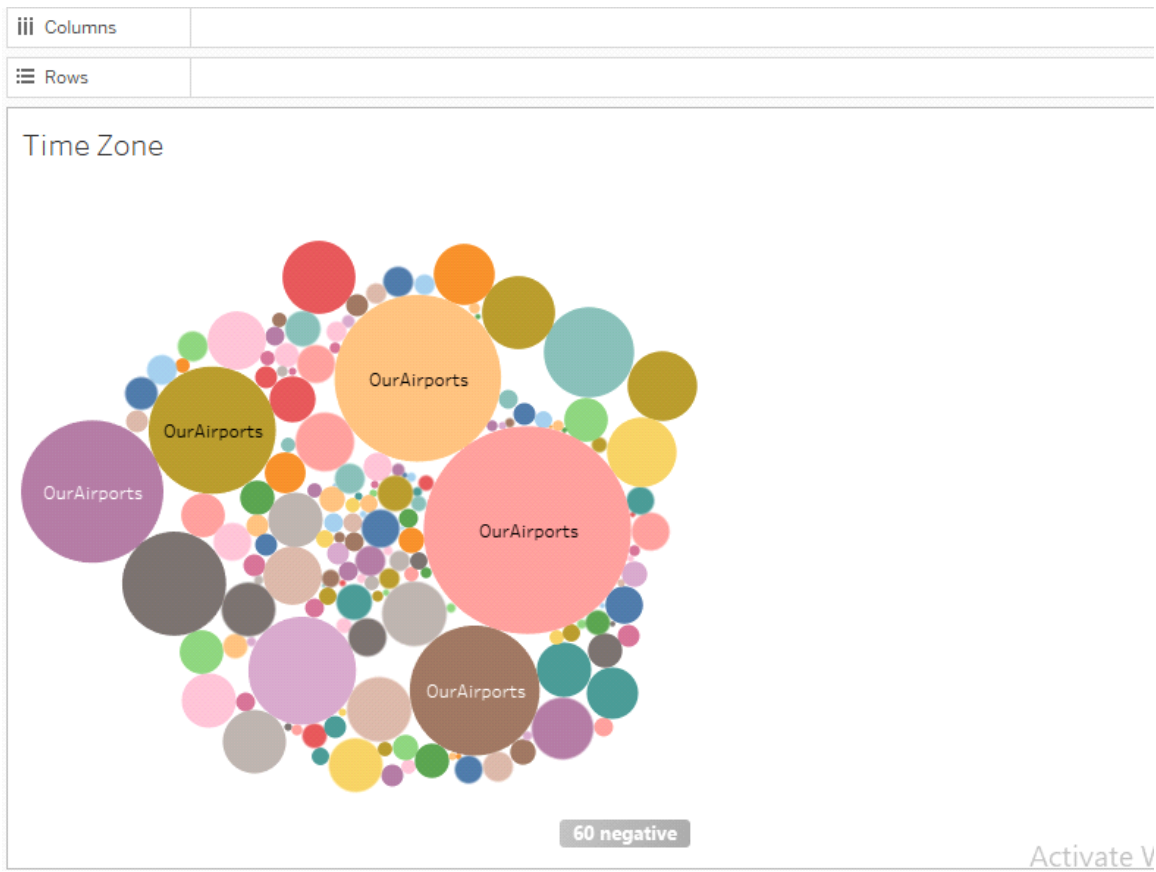 Columns
Rows
Time Zone
OurAirports
OurAirports
OurAirports
OurAirports
OurAirports
60 negative
Activate